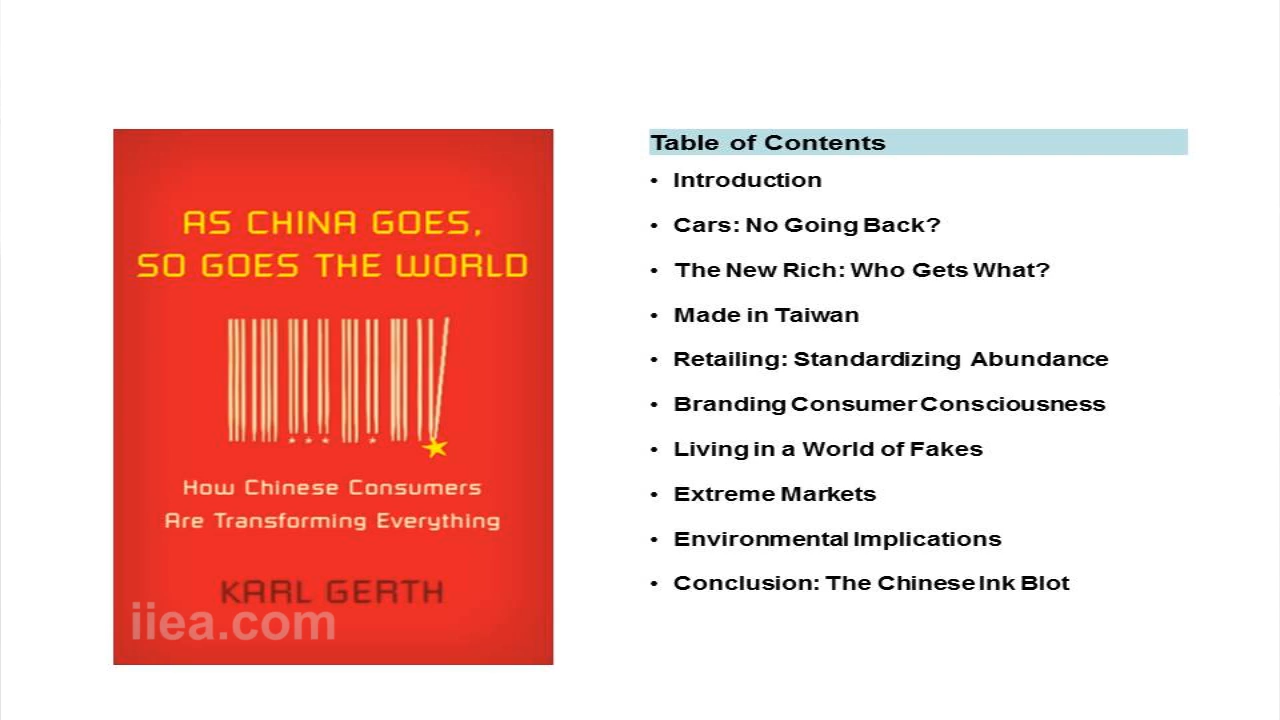 AS CHINA GOES,
SO GOES THE WORLD
How Chinese Consumers
Are Transforming Everything
KARL GERTH
iiea.com
Table of Contents
• Introduction
• Cars: No Going Back?
• The New Rich: Who Gets What?
• Made in Taiwan
• Retailing: Standardizing Abundance
• Branding Consumer Consciousness
• Living in a World of Fakes
• Extreme Markets
• Environmental Implications
• Conclusion: The Chinese Ink Blot